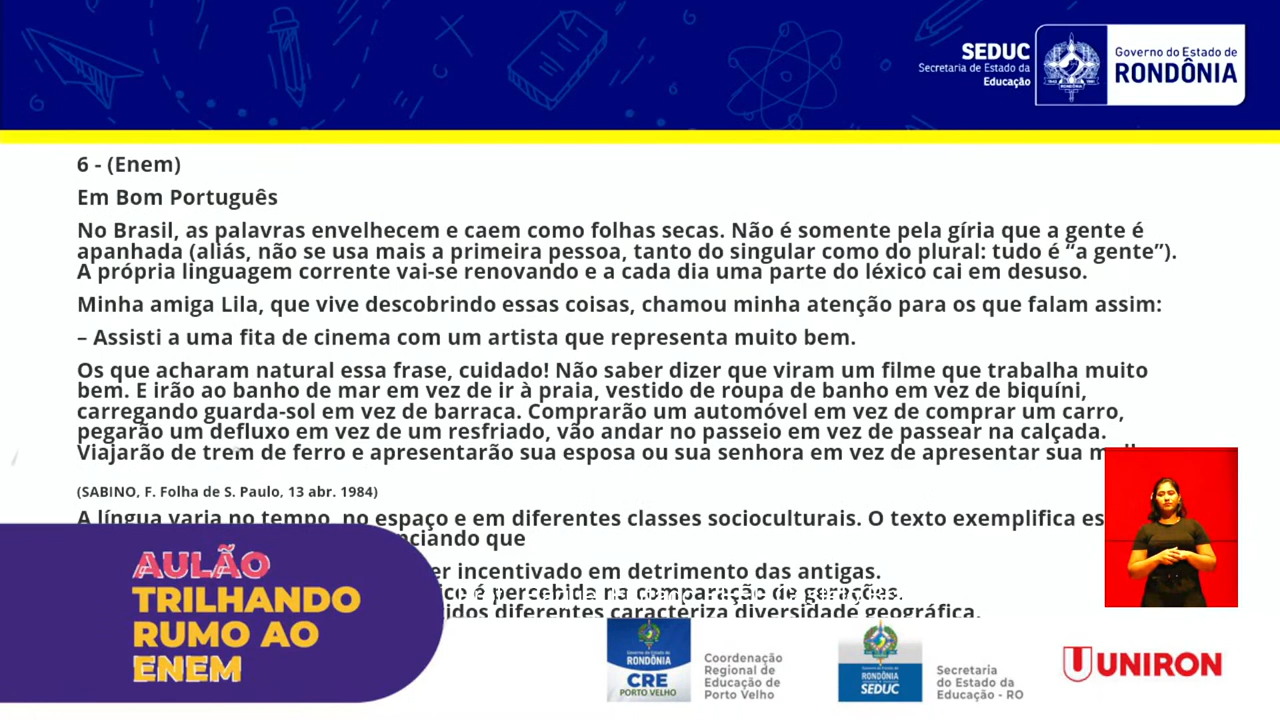 SEDUC
Secretaria de Estado da
Educação
Governo do Estado de
RONDÔNIA
6 - (Enem)
Em Bom Português
No Brasil, as palavras envelhecem e caem como folhas secas. Não é somente pela gíria que a gente é
apanhada (aliás, não se usa mais a primeira pessoa, tanto do singular como do plural: tudo é “a gente”).
A própria linguagem corrente vai-se renovando e a cada dia uma parte do léxico cai em desuso.
Minha amiga Lila, que vive descobrindo essas coisas, chamou minha atenção para os que falam assim:
– Assisti a uma fita de cinema com um artista que representa muito bem.
Os que acharam natural essa frase, cuidado! Não saber dizer que viram um filme que trabalha muito
bem. E irão ao banho de mar em vez de ir à praia, vestido de roupa de banho em vez de biquíni,
carregando guarda-sol em vez de barraca. Comprarão um automóvel em vez de comprar um carro,
pegarão um defluxo em vez de um resfriado, vão andar no passeio em vez de passear na calçada.
Viajarão de trem de ferro e apresentarão sua esposa ou sua senhora em vez de apresentar sua
(SABINO, F. Folha de S. Paulo, 13 abr. 1984)
A língua varia no tempo, no espaço e em diferentes classes socioculturais. O texto exemplifica
que
incentivado em detrimento das antigas.
é percebido na comparação de gerações.
diferentes caracteriza diversidade geográfica.
AULÃO
TRILHANDO
RUMO AO
ENEM
Governo do Estado de
RONDÔNIA
CRE
PORTO VELHO
Coordenação
Regional de
Educação de
Porto Velho
Governo do Estado de
RONDÔNIA
SEDUC
Secretaria
do Estado da
Educação - RO
UNIRON